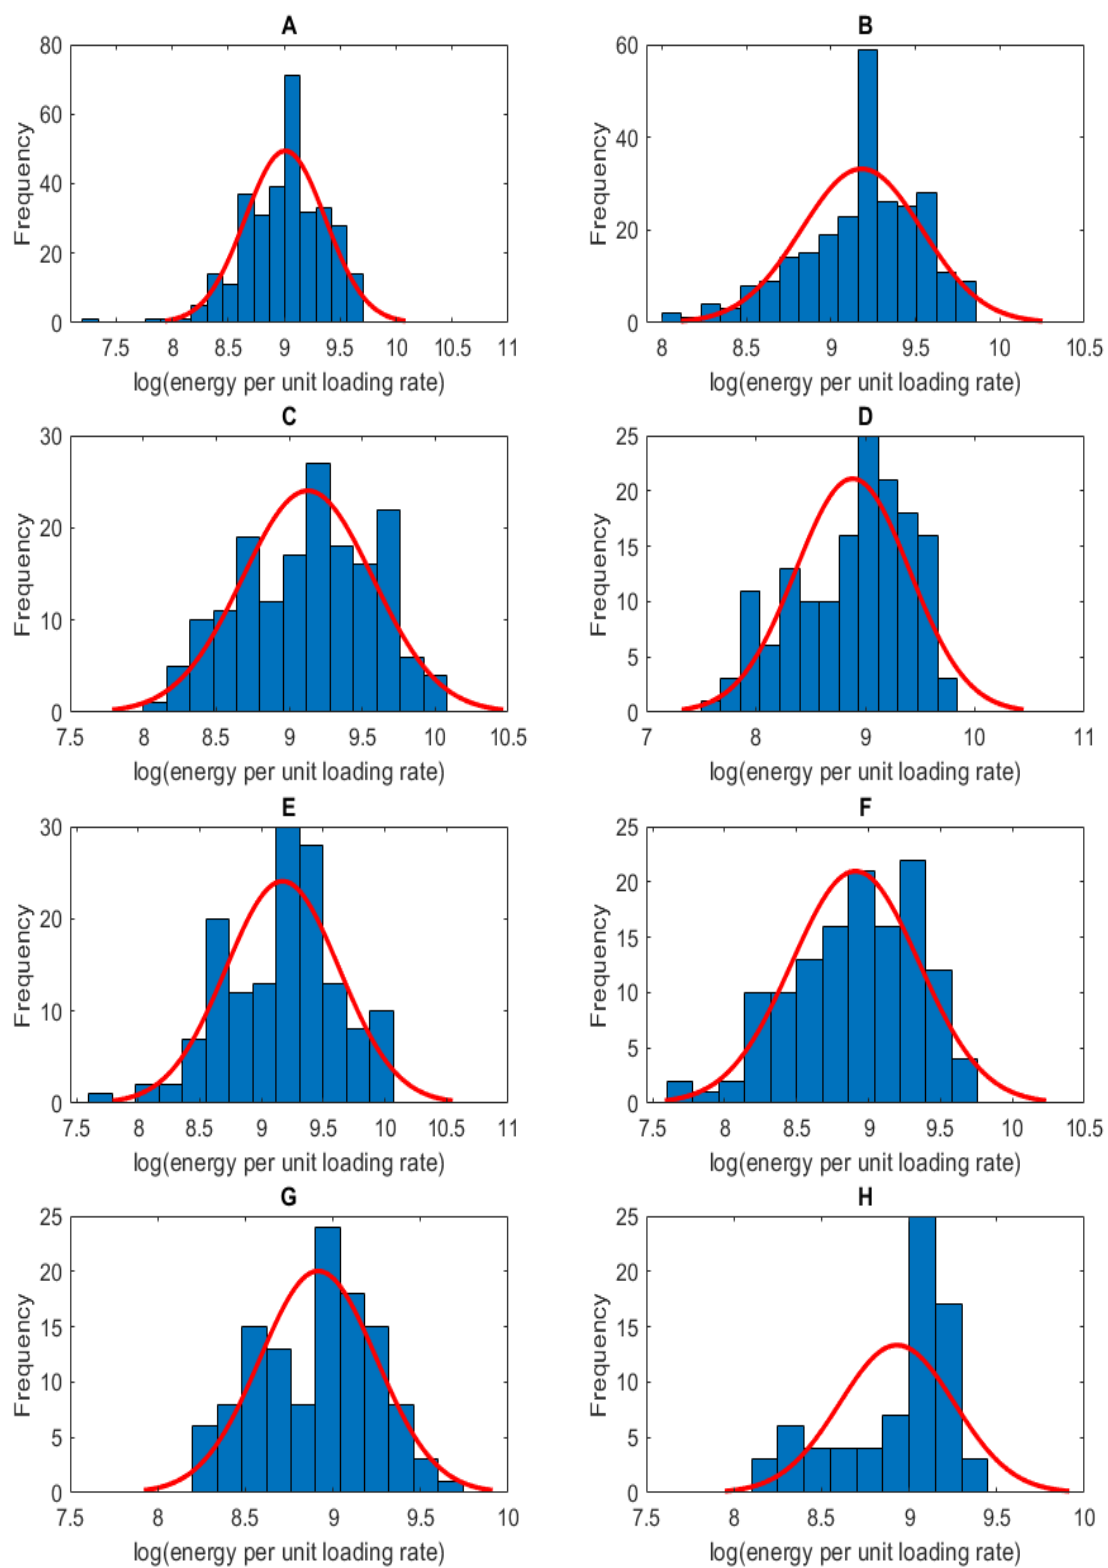 A
80
60
40
20
0
Frequency
7.5 8 8.5 9 9.5 10 10.5 11
log(energy per unit loading rate)
B
60
40
20
0
Frequency
8 8.5 9 9.5 10 10.5
log(energy per unit loading rate)
C
30
20
10
0
Frequency
7.5 8 8.5 9 9.5 10 10.5
log(energy per unit loading rate)
D
25
20
15
10
5
0
Frequency
7 8 9 10 11
log(energy per unit loading rate)
E
30
20
10
0
Frequency
7.5 8 8.5 9 9.5 10 10.5 11
log(energy per unit loading rate)
F
25
20
15
10
5
0
Frequency
7.5 8 8.5 9 9.5 10 10.5
log(energy per unit loading rate)
G
25
20
15
10
5
0
Frequency
7.5 8 8.5 9 9.5 10
log(energy per unit loading rate)
H
25
20
15
10
5
0
Frequency
8 8.5 9 9.5 10
log(energy per unit loading rate)